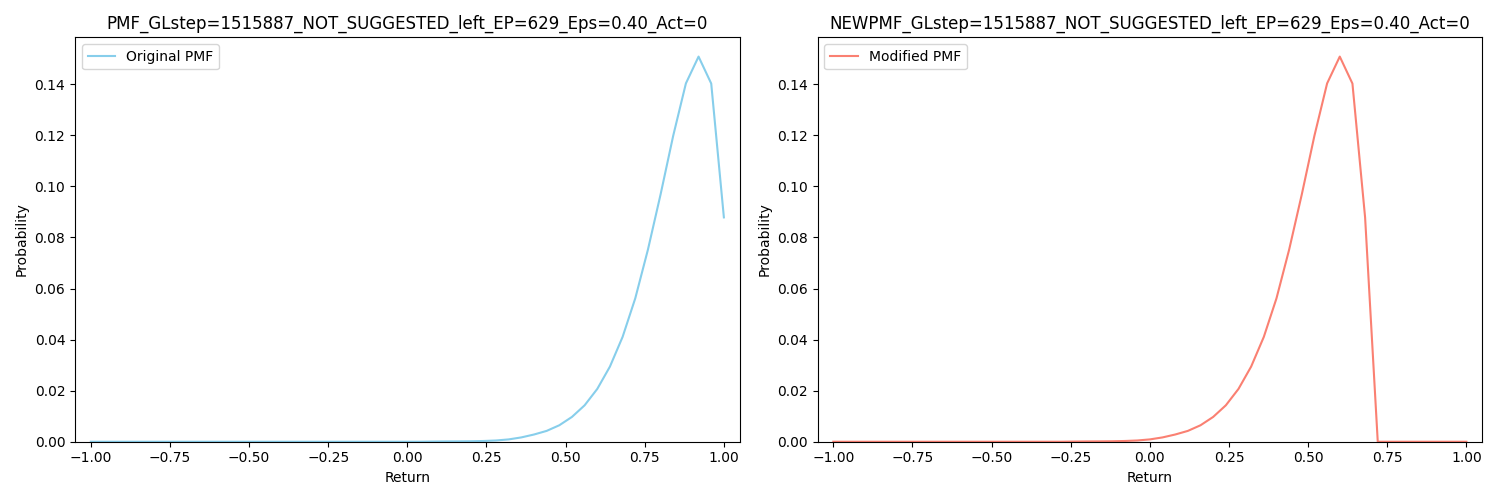 PMF_GLstep=1515887_NOT_SUGGESTED_left_EP=629_Eps=0.40_Act=0
Original PMF
Probability
0.14
0.12
0.10
0.08
0.06
0.04
0.02
0.00
−1.00 −0.75 −0.50 −0.25 0.00 0.25 0.50 0.75 1.00
Return
NEWPMF_GLstep=1515887_NOT_SUGGESTED_left_EP=629_Eps=0.40_Act=0
Modified PMF
Probability
0.14
0.12
0.10
0.08
0.06
0.04
0.02
0.00
−1.00 −0.75 −0.50 −0.25 0.00 0.25 0.50 0.75 1.00
Return